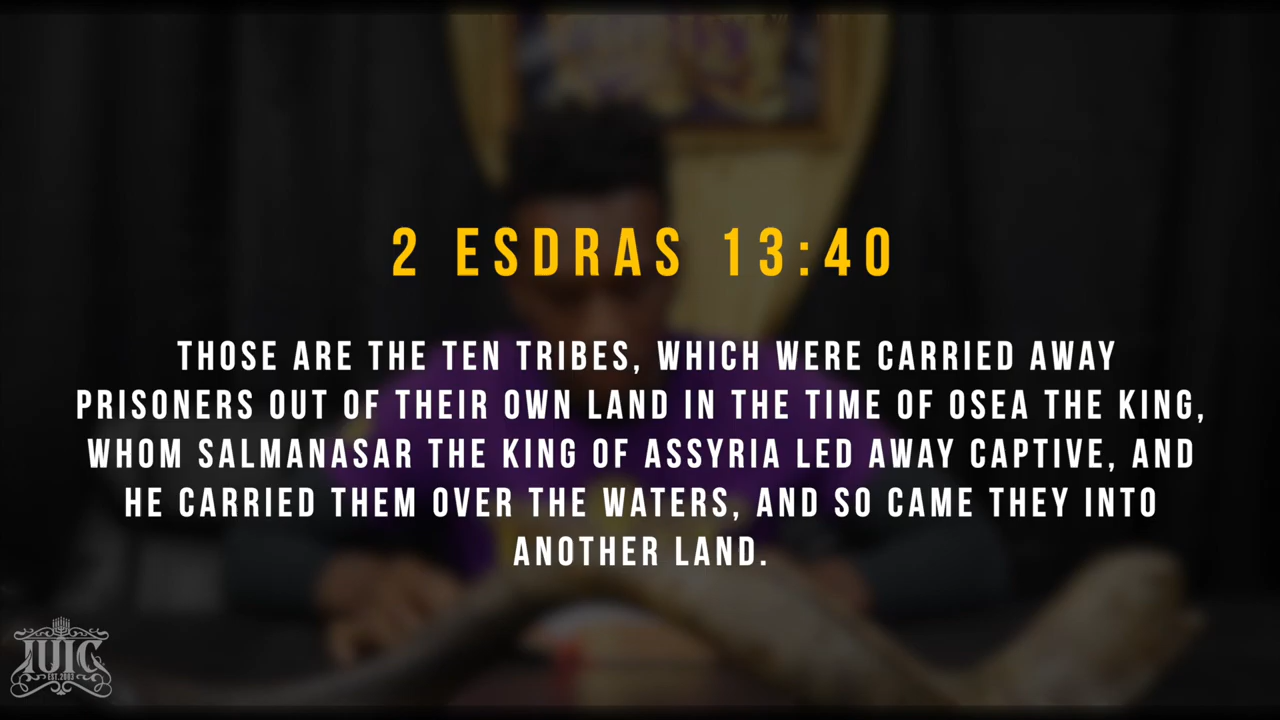 2 ESDRAS 13:40
THOSE ARE THE TEN TRIBES, WHICH WERE CARRIED AWAY
PRISONERS OUT OF THEIR OWN LAND IN THE TIME OF OSEA THE KING,
WHOM SALMANASAR THE KING OF ASSYRIA LED AWAY CAPTIVE, AND
HE CARRIED THEM OVER THE WATERS, AND SO CAME THEY INTO
ANOTHER LAND.
IUIC
EST. 2003